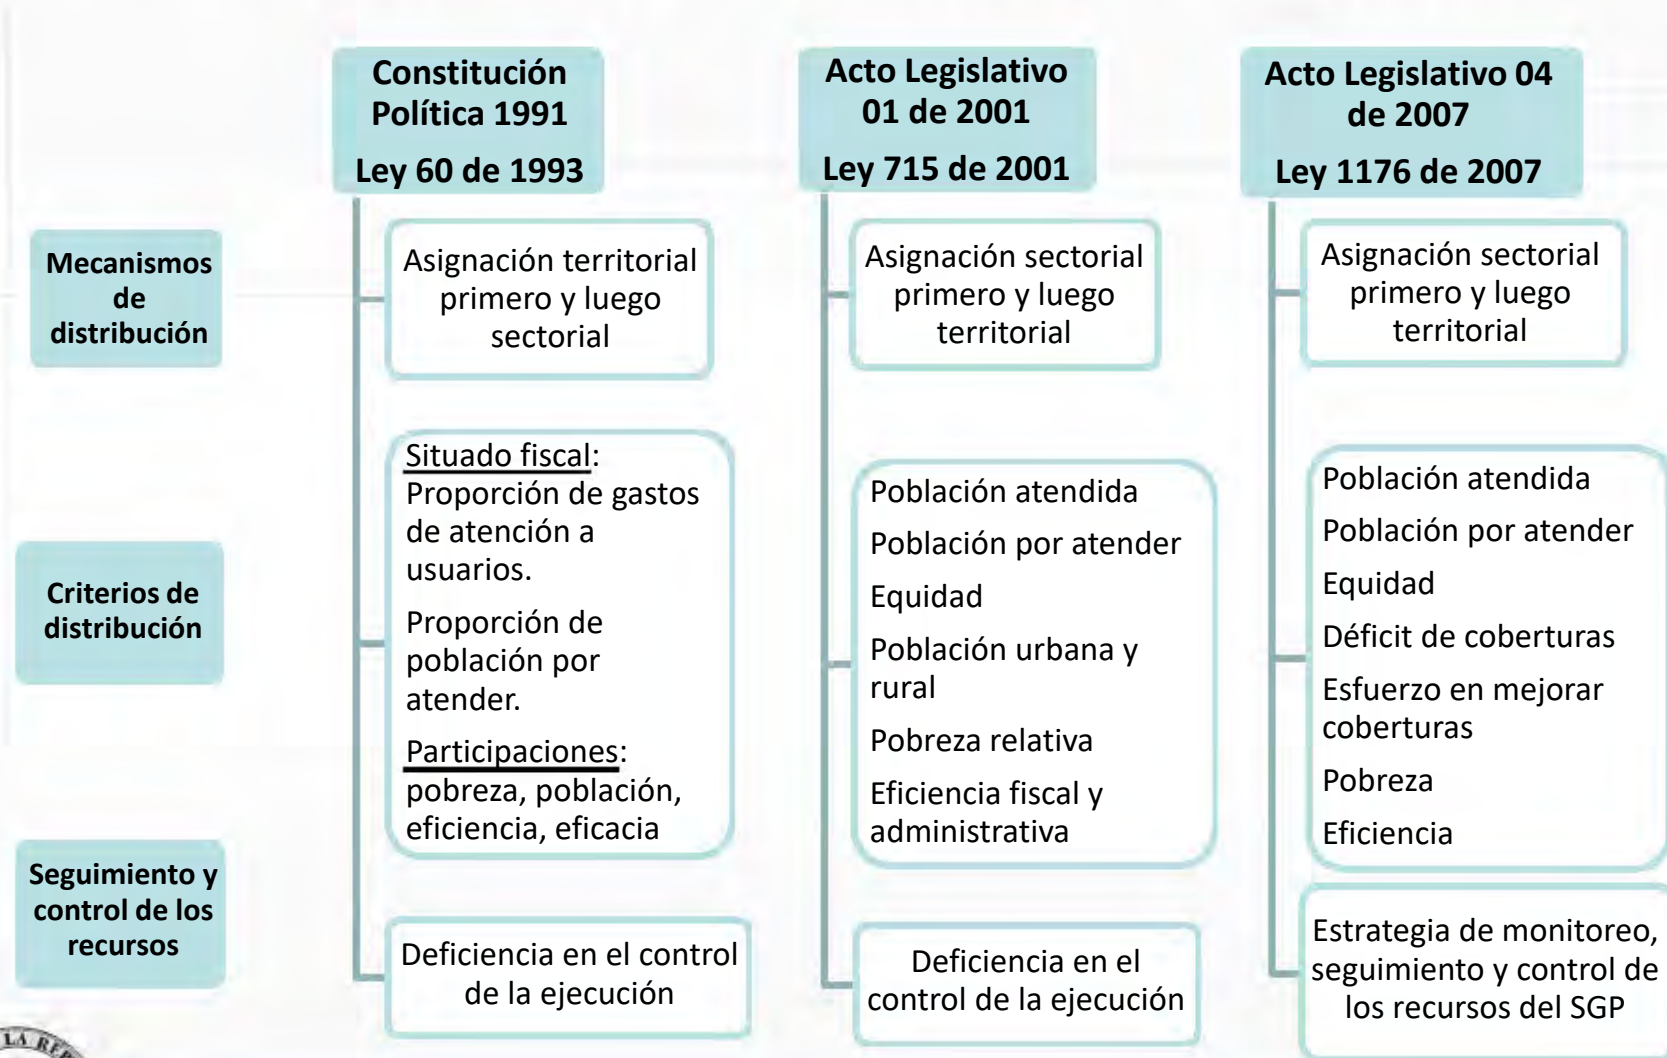 Constitución
Política 1991
Ley 60 de 1993
Acto Legislativo
01 de 2001
Ley 715 de 2001
Acto Legislativo 04
de 2007
Ley 1176 de 2007
Mecanismos
de
distribución
Asignación territorial
primero y luego
sectorial
Asignación sectorial
primero y luego
territorial
Asignación sectorial
primero y luego
territorial
Criterios de
distribución
Situado fiscal:
Proporción de gastos
de atención a
usuarios.
Proporción de
población por
atender.
Participaciones:
pobreza, población,
eficiencia, eficacia
Población atendida
Población por atender
Equidad
Población urbana y
rural
Pobreza relativa
Eficiencia fiscal y
administrativa
Población atendida
Población por atender
Equidad
Déficit de coberturas
Esfuerzo en mejorar
coberturas
Pobreza
Eficiencia
Seguimiento y
control de los
recursos
Deficiencia en el control
de la ejecución
Deficiencia en el
control de la ejecución
Estrategia de monitoreo,
seguimiento y control de
los recursos del SGP
LA